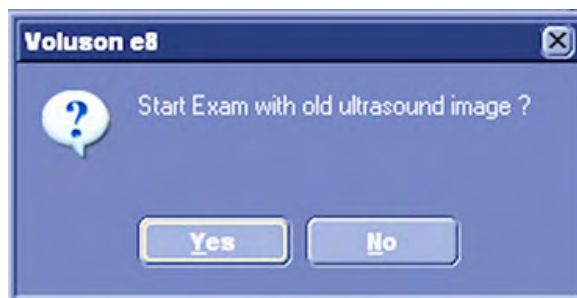 Voluson e8
Start Exam with old ultrasound image ?
Yes
No